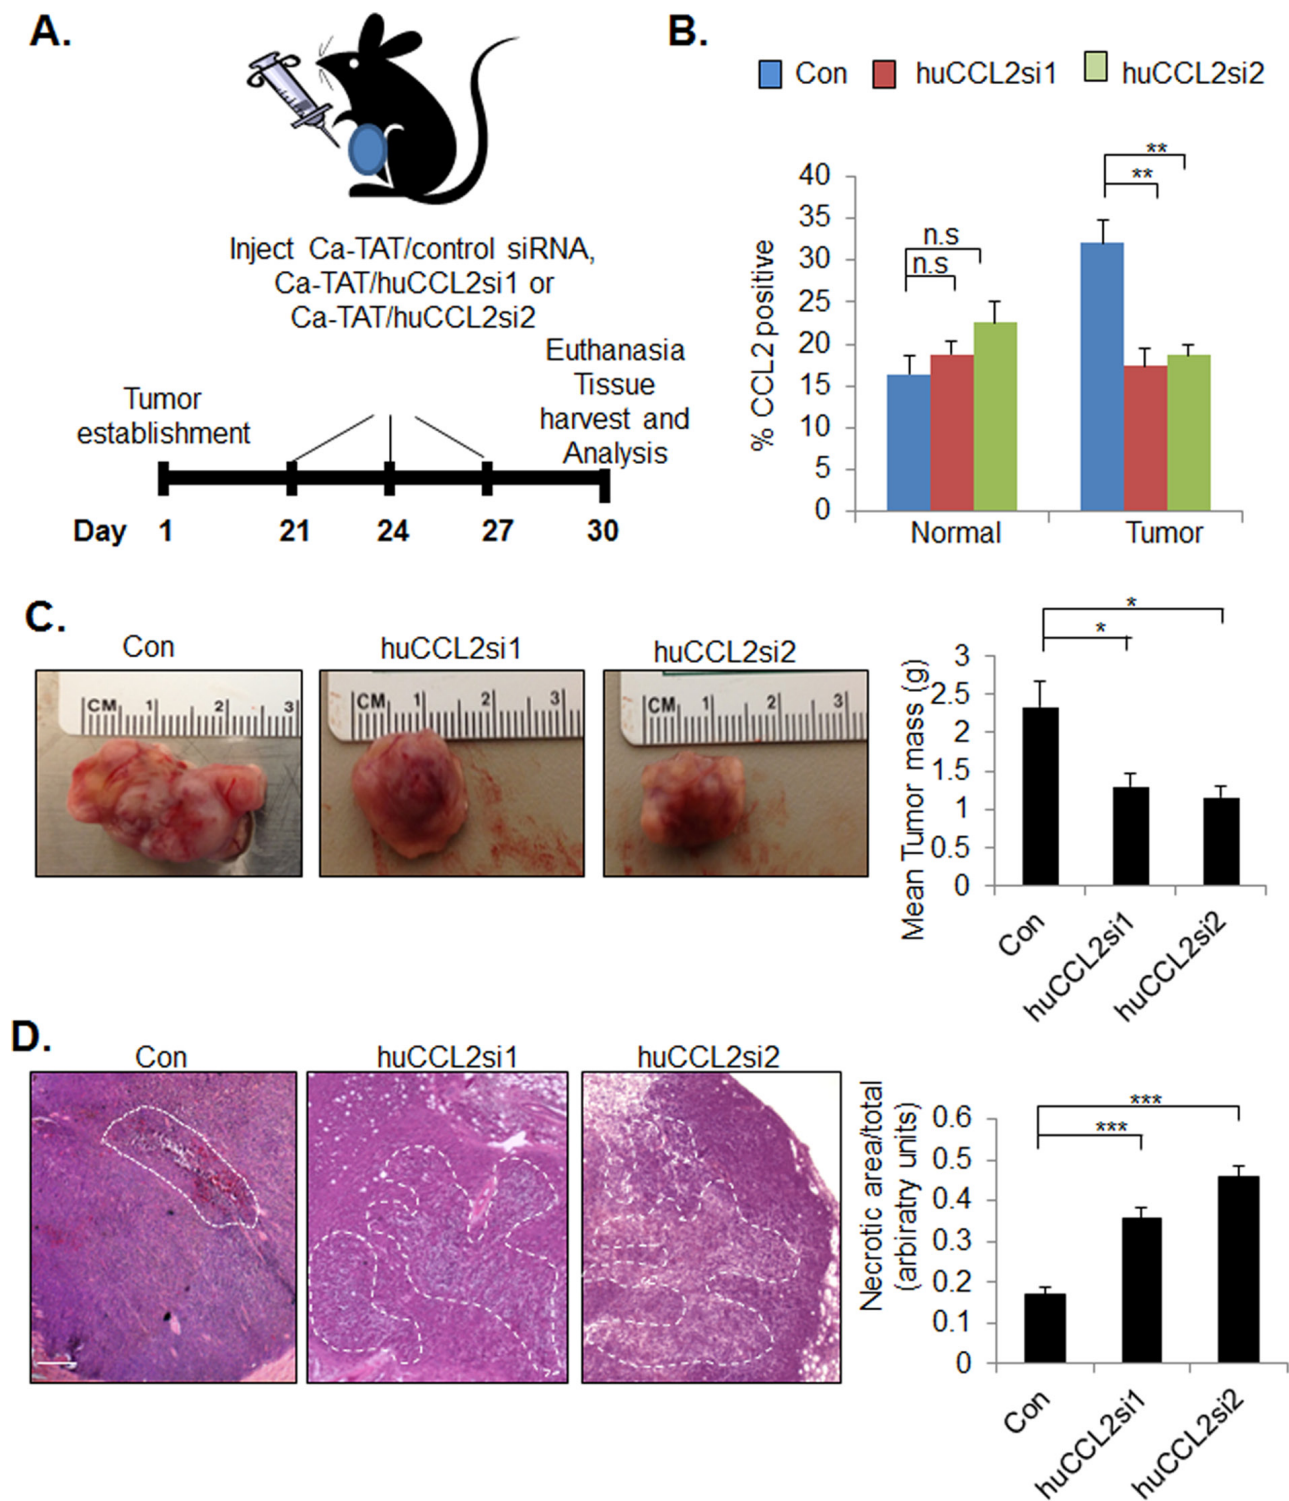 A.
Inject Ca-TAT/control siRNA,
Ca-TAT/huCCL2si1 or
Ca-TAT/huCCL2si2
Tumor
establishment
Euthanasia
Tissue
harvest and
Analysis
Day 1 21 24 27 30
B.
Con huCCL2si1 huCCL2si2
% CCL2 positive
40
35
30
25
20
15
10
5
0
n.s
n.s
**
**
Normal Tumor
C.
Con huCCL2si1 huCCL2si2
CM 1 2 3
CM 1 2 3
CM 1 2 3
Mean Tumor mass (g)
3
2.5
2
1.5
1
0.5
0
*
*
Con huCCL2si1 huCCL2si2
D.
Con huCCL2si1 huCCL2si2
Necrotic area/total
(arbiratry units)
0.6
0.5
0.4
0.3
0.2
0.1
0
***
***
Con huCCL2si1 huCCL2si2